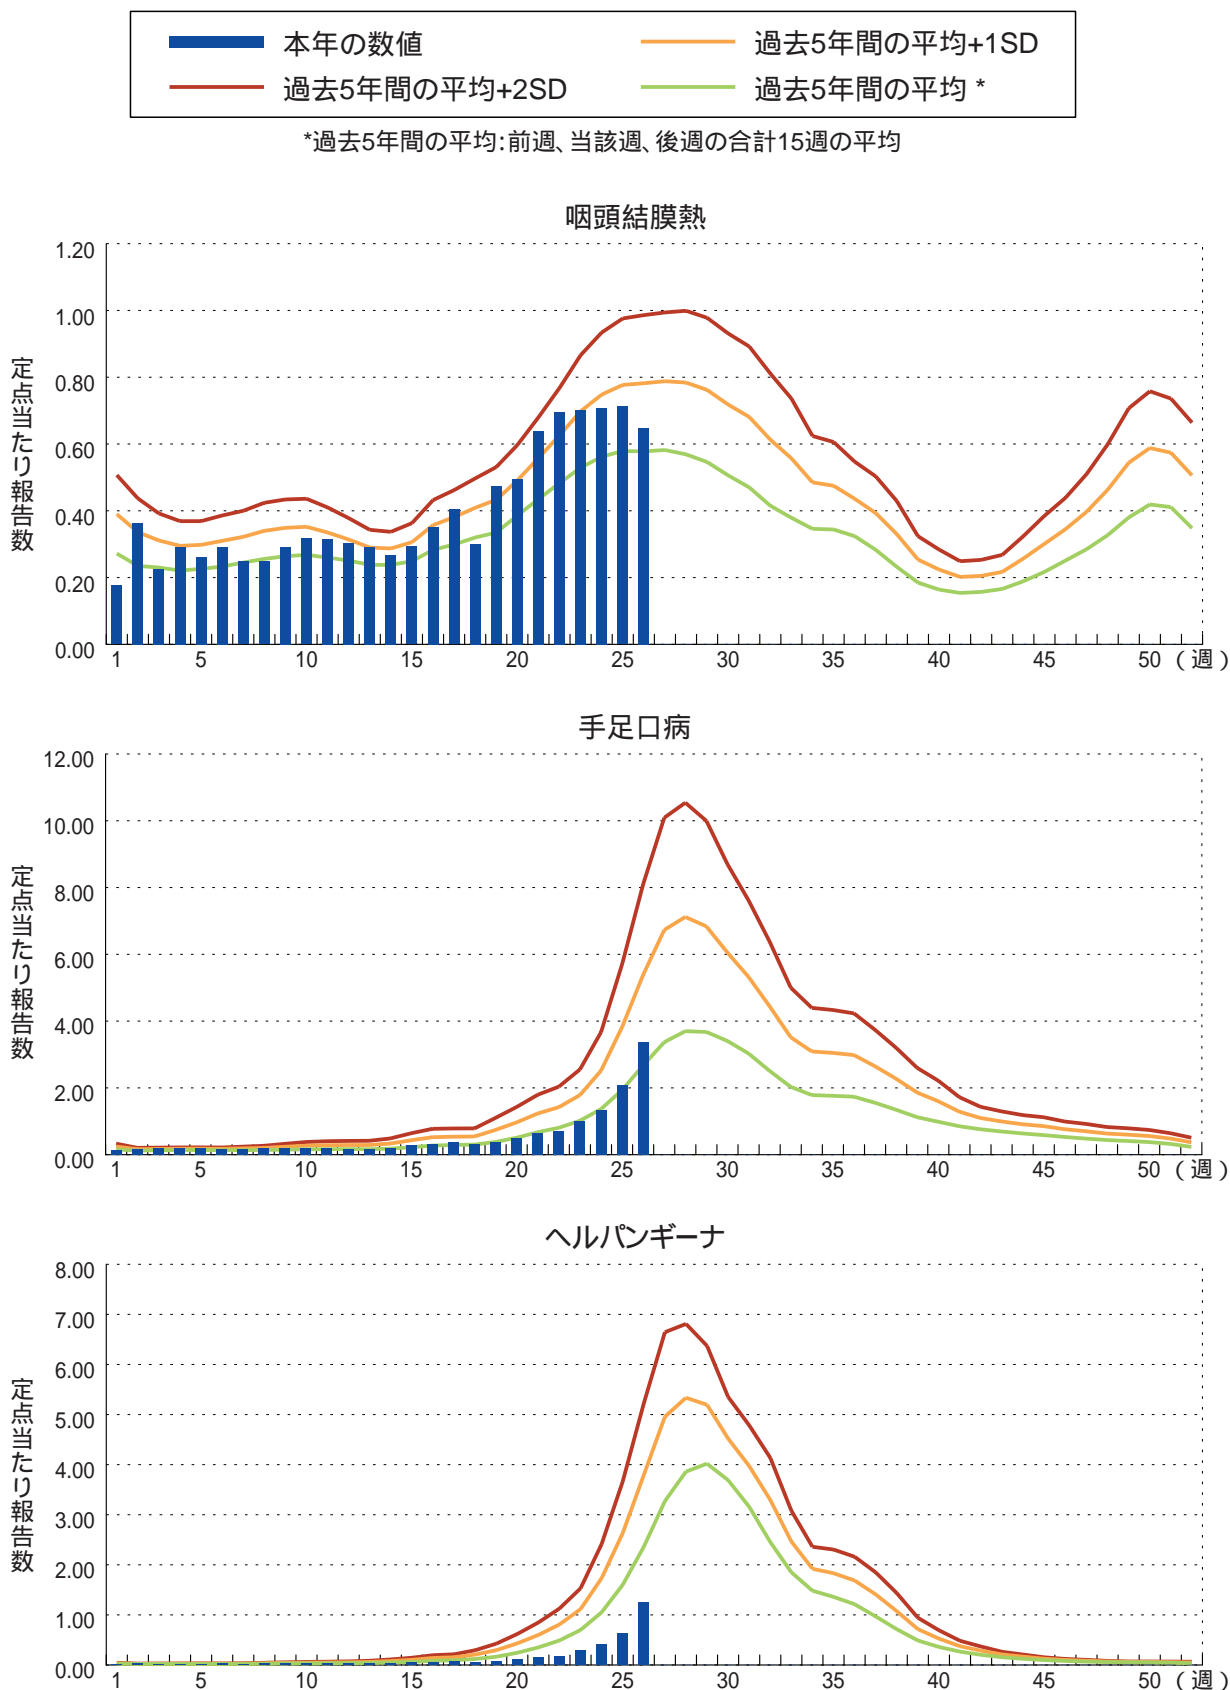 本年の数値
過去5年間の平均+1SD
過去5年間の平均+2SD
過去5年間の平均 *
*過去5年間の平均:前週、当該週、後週の合計15週の平均
咽頭結膜熱
定点当たり報告数
1.20
1.00
0.80
0.60
0.40
0.20
0.00
1 5 10 15 20 25 30 35 40 45 50 (週)
手足口病
定点当たり報告数
12.00
10.00
8.00
6.00
4.00
2.00
0.00
1 5 10 15 20 25 30 35 40 45 50 (週)
ヘルパンギーナ
定点当たり報告数
8.00
7.00
6.00
5.00
4.00
3.00
2.00
1.00
0.00
1 5 10 15 20 25 30 35 40 45 50 (週)